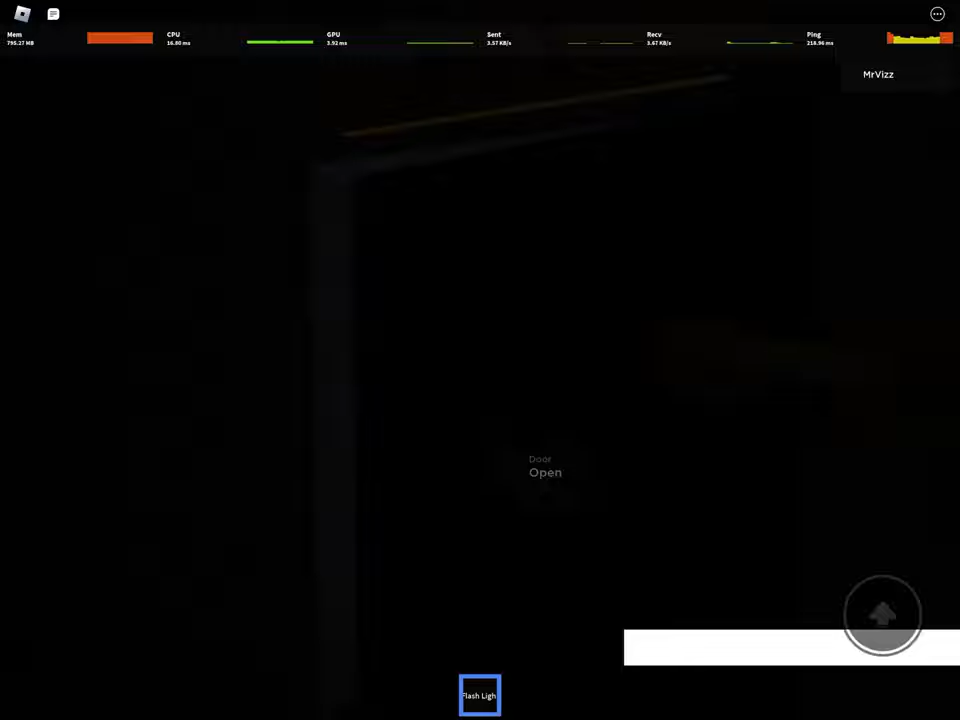 Mem
795.27 MB
CPU
16.80 ms
GPU
3.92 ms
Sent
3.57 KB/s
Recv
3.67 KB/s
Ping
218.96 ms
MrVizz
Door
Open
Flash Ligh